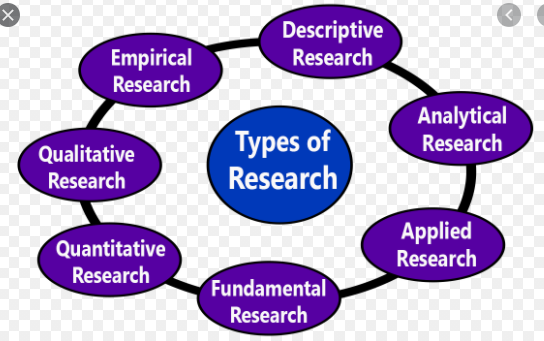 Descriptive
Research
Empirical
Research
Analytical
Research
Types of
Research
Qualitative
Research
Applied
Research
Quantitative
Research
Fundamental
Research